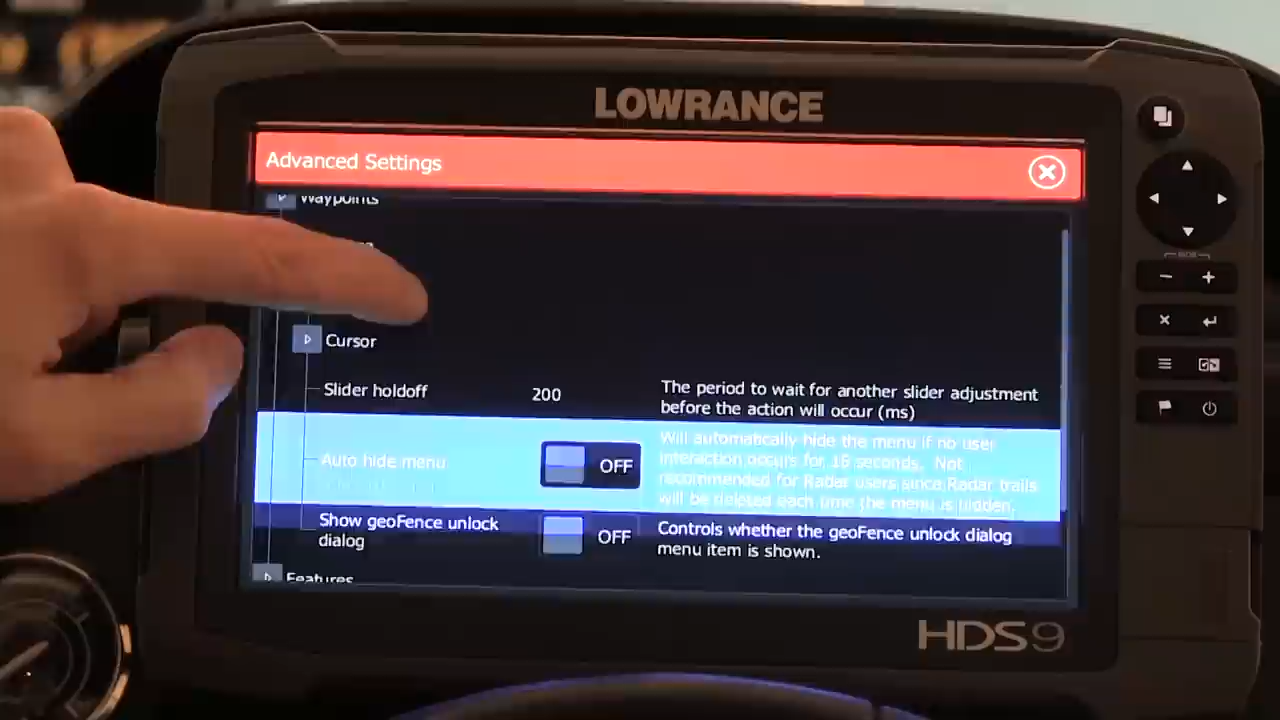 LOWRANCE
Advanced Settings
Waypoints
Cursor
Slider holdoff
200
The period to wait for another slider adjustment
before the action will occur (ms)
Auto hide menu
OFF
Will automatically hide the menu if no user
interaction occurs for 15 seconds. Not
recommended for Radar users since Radar trails
will be deleted each time the menu is hidden.
Show geoFence unlock
dialog
OFF
Controls whether the geoFence unlock dialog
menu item is shown.
Features
HDS9